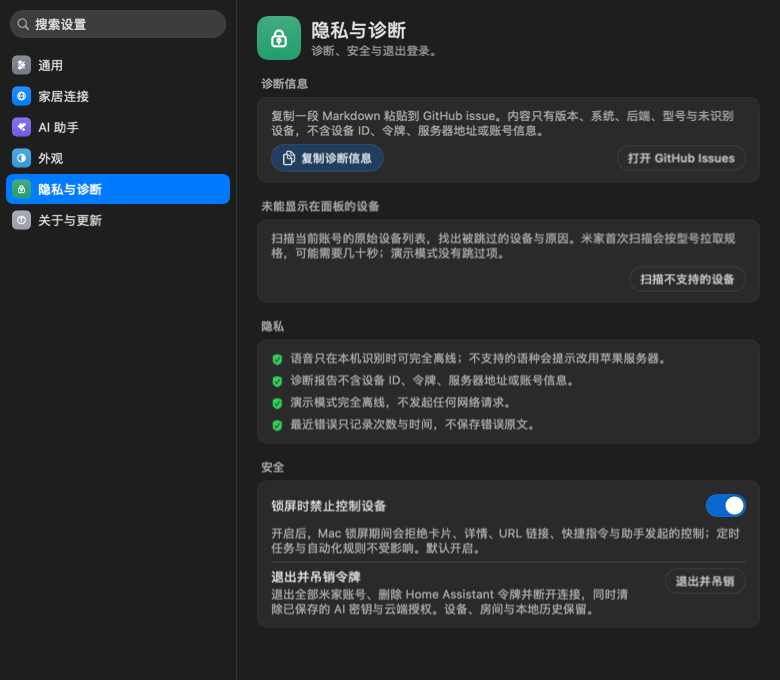 搜索设置
通用
家居连接
AI 助手
外观
隐私与诊断
关于与更新
隐私与诊断
诊断、安全与退出登录。
诊断信息
复制一段 Markdown 粘贴到 GitHub issue。内容只有版本、系统、后端、型号与未识别
设备，不含设备 ID、令牌、服务器地址或账号信息。
复制诊断信息
打开 GitHub Issues
未能显示在面板的设备
扫描当前账号的原始设备列表，找出被跳过的设备与原因。米家首次扫描会按型号拉取规
格，可能需要几十秒；演示模式没有跳过项。
扫描不支持的设备
隐私
语音只在本机识别时可完全离线；不支持的语种会提示改用苹果服务器。
诊断报告不含设备 ID、令牌、服务器地址或账号信息。
演示模式完全离线，不发起任何网络请求。
最近错误只记录次数与时间，不保存错误原文。
安全
锁屏时禁止控制设备
开启后，Mac 锁屏期间会拒绝卡片、详情、URL 链接、快捷指令与助手发起的控制；定时
任务与自动化规则不受影响。默认开启。
退出并吊销令牌
退出全部米家账号、删除 Home Assistant 令牌并断开连接，同时清
除已保存的 AI 密钥与云端授权。设备、房间与本地历史保留。
退出并吊销